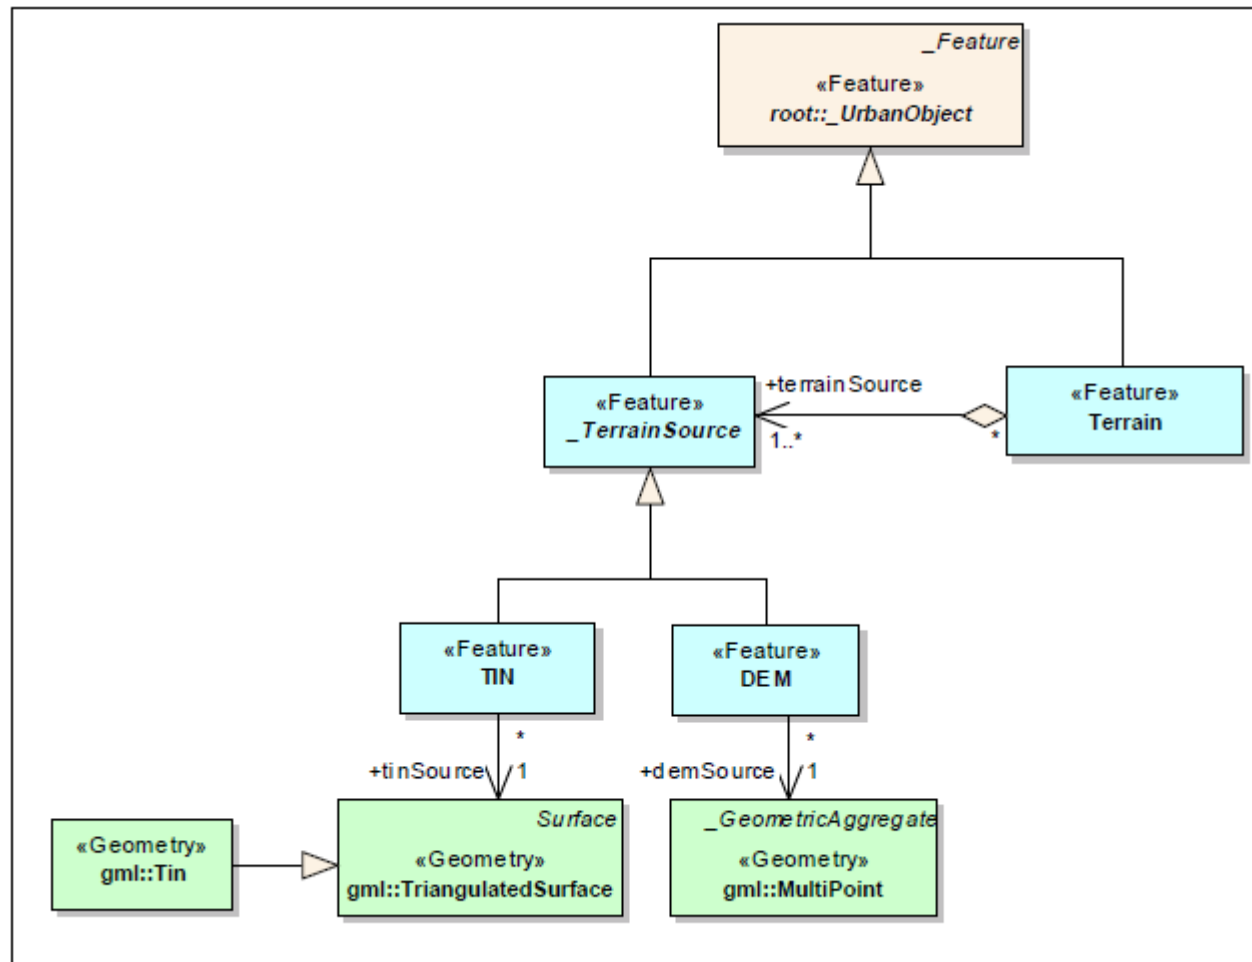 _Feature
«Feature»
root::_UrbanObject
«Feature»
_TerrainSource
+terrainSource
1..*
*
«Feature»
Terrain
«Feature»
TIN
«Feature»
DEM
*
+tinSource
1
*
+demSource
1
«Geometry»
gml::Tin
Surface
«Geometry»
gml::TriangulatedSurface
_GeometricAggregate
«Geometry»
gml::MultiPoint